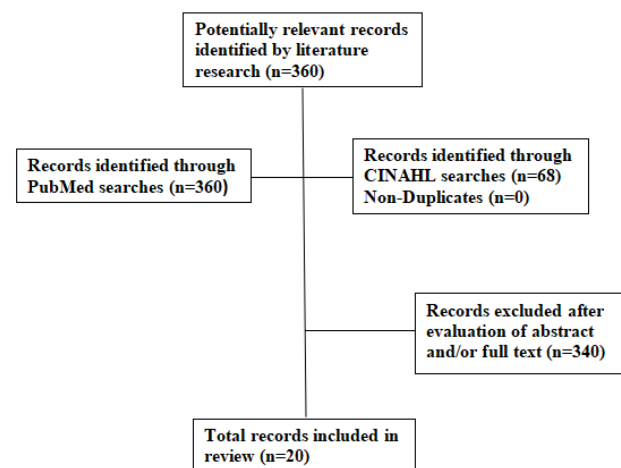 Potentially relevant records
identified by literature
research (n=360)
Records identified through
PubMed searches (n=360)
Records identified through
CINAHL searches (n=68)
Non-Duplicates (n=0)
Records excluded after
evaluation of abstract
and/or full text (n=340)
Total records included in
review (n=20)